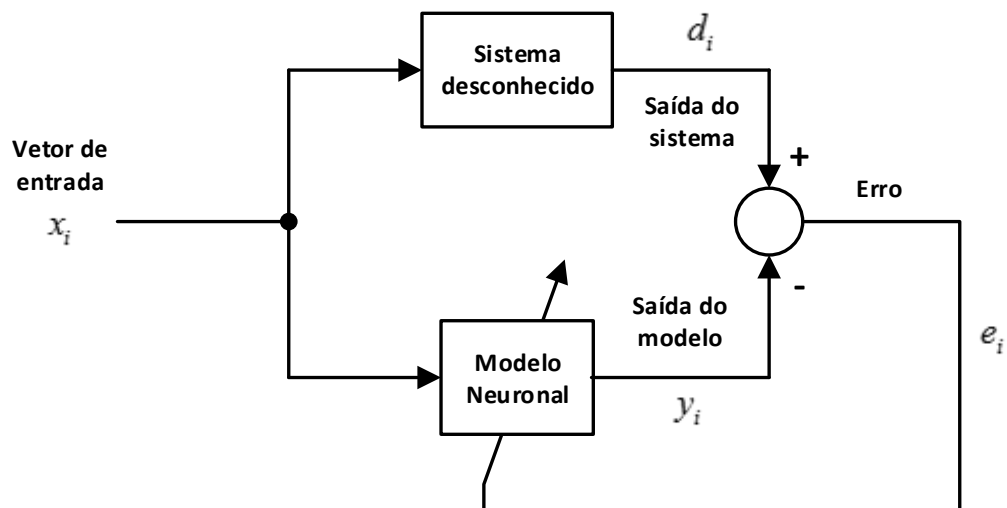 Sistema
desconhecido
d_i
Saída do
sistema
Vetor de
entrada
x_i
+
Erro
-
Saída do
modelo
e_i
Modelo
Neuronal
y_i